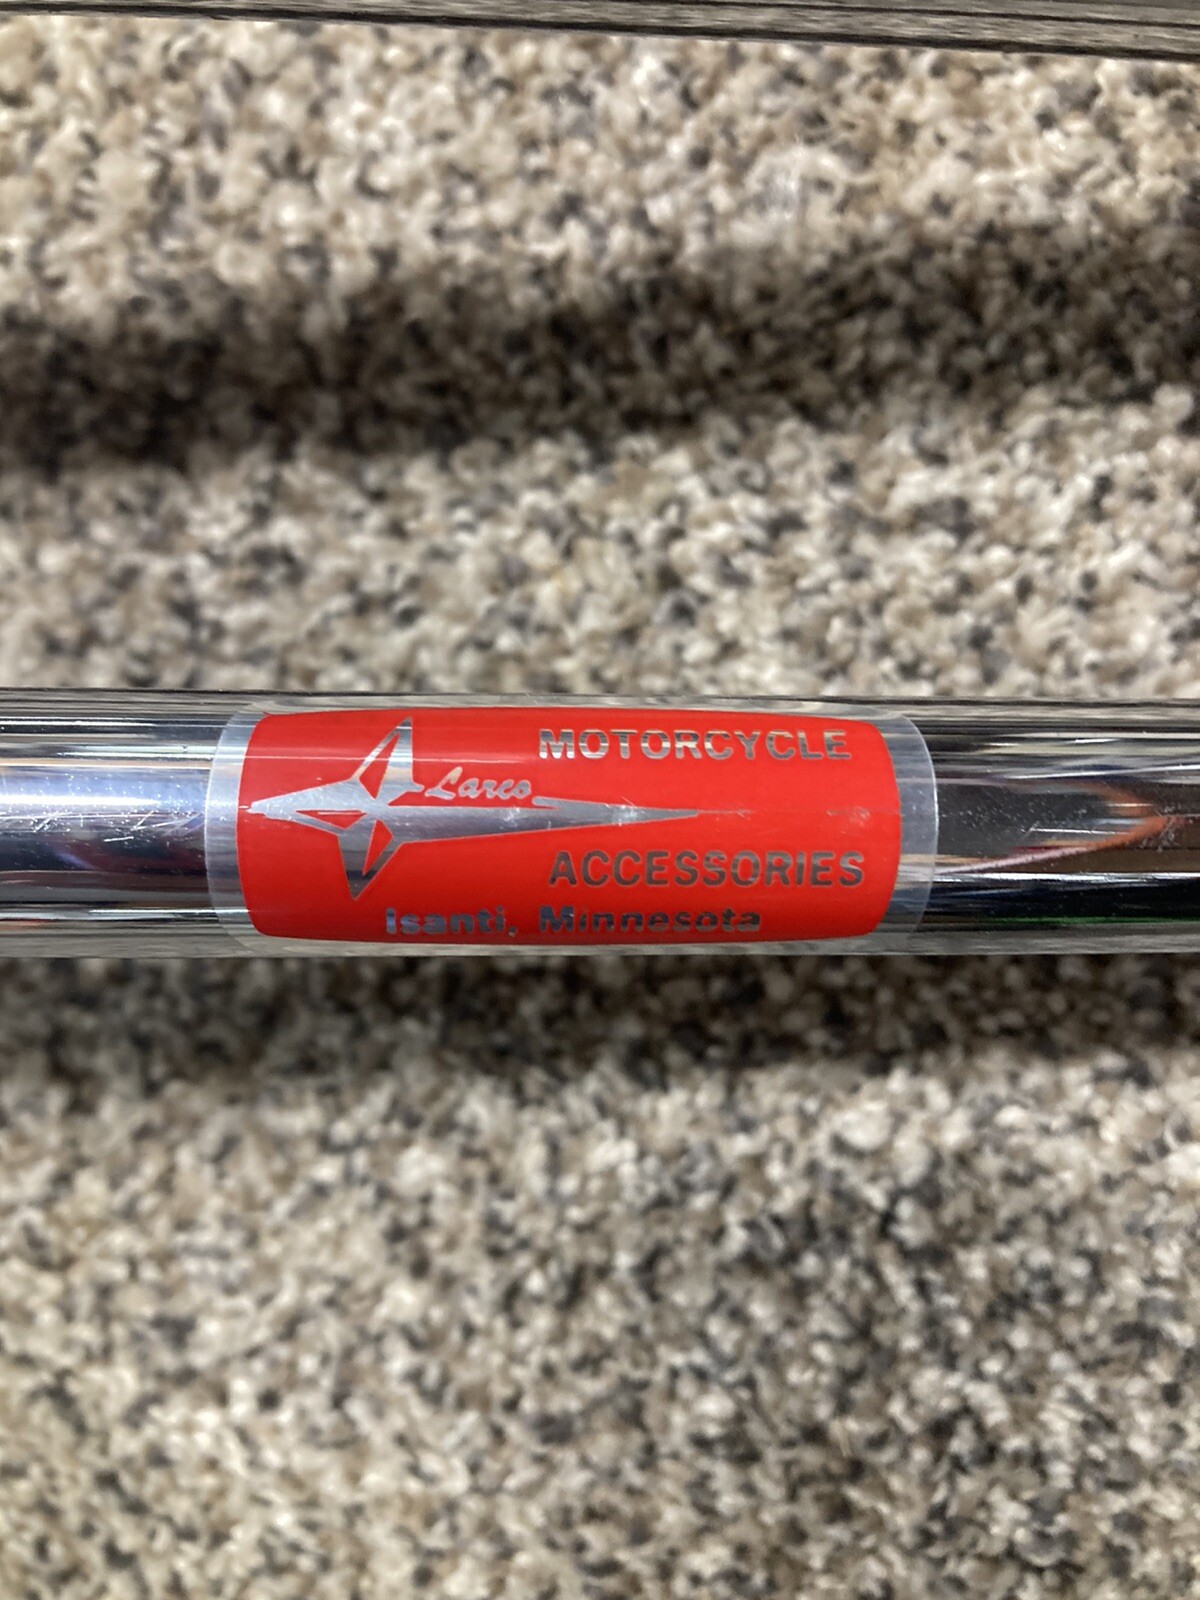 MOTORCYCLE
Larco
ACCESSORIES
Isanti, Minnesota